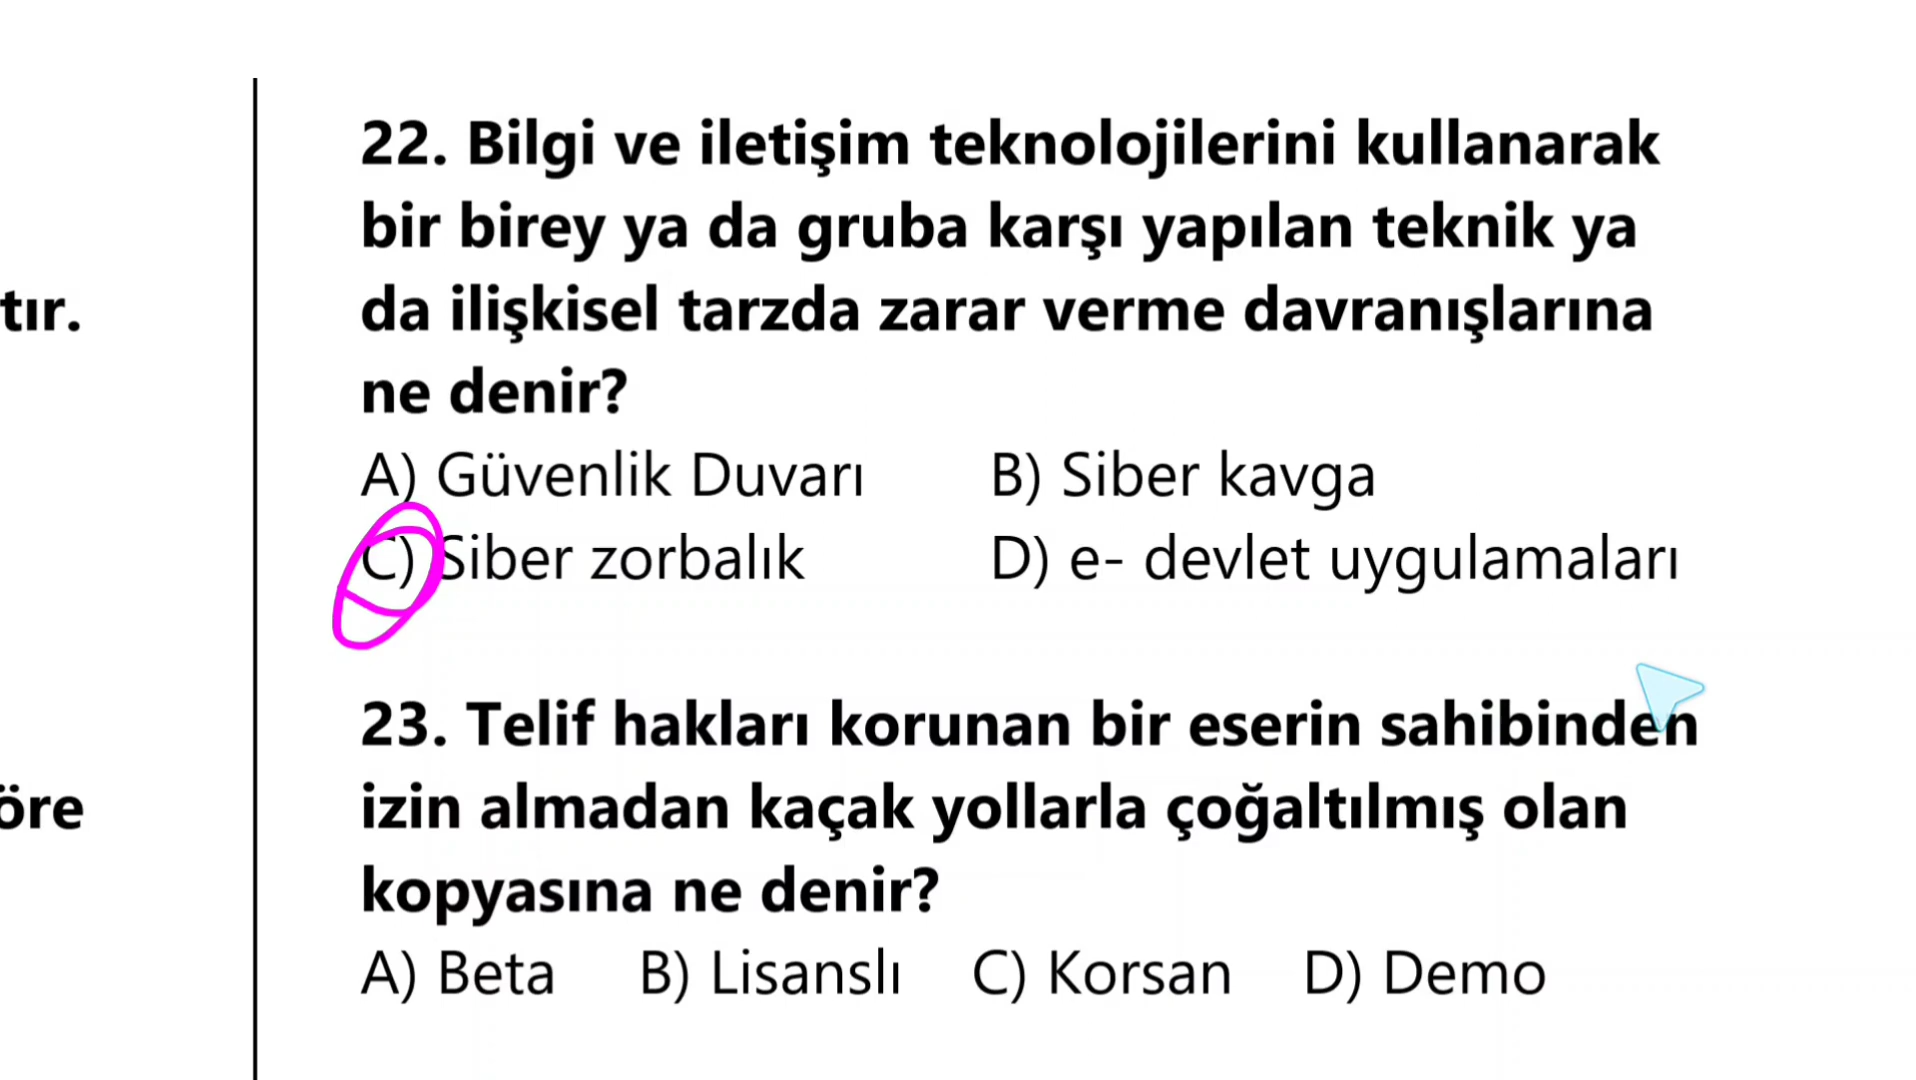 tır.
öre
22. Bilgi ve iletişim teknolojilerini kullanarak
bir birey ya da gruba karşı yapılan teknik ya
da ilişkisel tarzda zarar verme davranışlarına
ne denir?
A) Güvenlik Duvarı B) Siber kavga
C) Siber zorbalık D) e- devlet uygulamaları
23. Telif hakları korunan bir eserin sahibinden
izin almadan kaçak yollarla çoğaltılmış olan
kopyasına ne denir?
A) Beta B) Lisanslı C) Korsan D) Demo